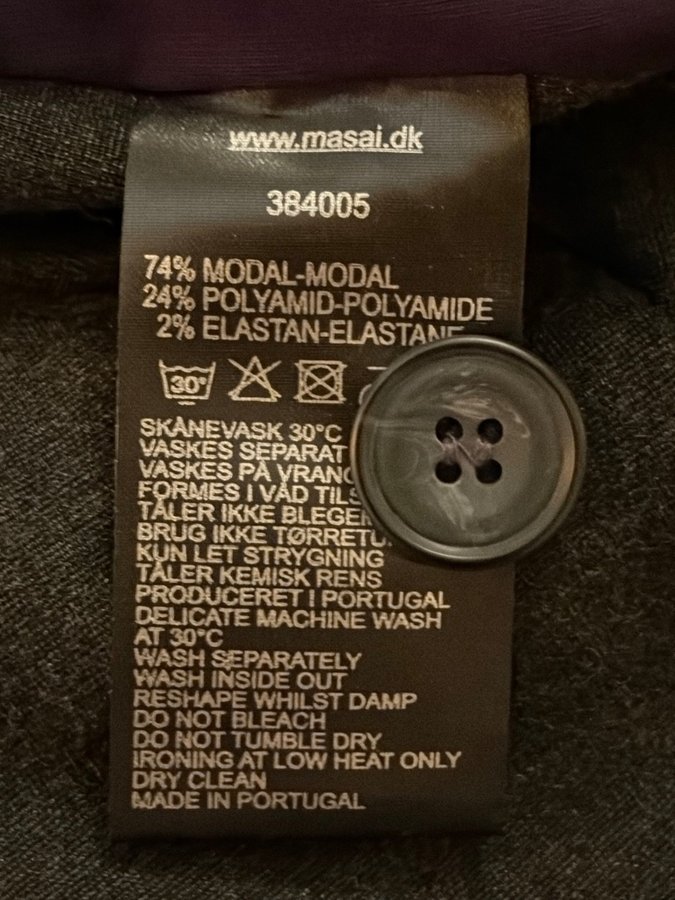 www.masai.dk
384005
74% MODAL-MODAL
24% POLYAMID-POLYAMIDE
2% ELASTAN-ELASTANE
30°
SKÅNEVASK 30°C
VASKES SEPARAT
VASKES PÅ
FORMES I VÅD
TÅLER IKKE
BRUG IKKE
KUN LET STRYGNING
TÅLER KEMISK RENS
PRODUCERET I PORTUGAL
DELICATE MACHINE WASH
AT 30°C
WASH SEPARATELY
WASH INSIDE OUT
RESHAPE WHILST DAMP
DO NOT BLEACH
DO NOT TUMBLE DRY
IRONING AT LOW HEAT ONLY
DRY CLEAN
MADE IN PORTUGAL